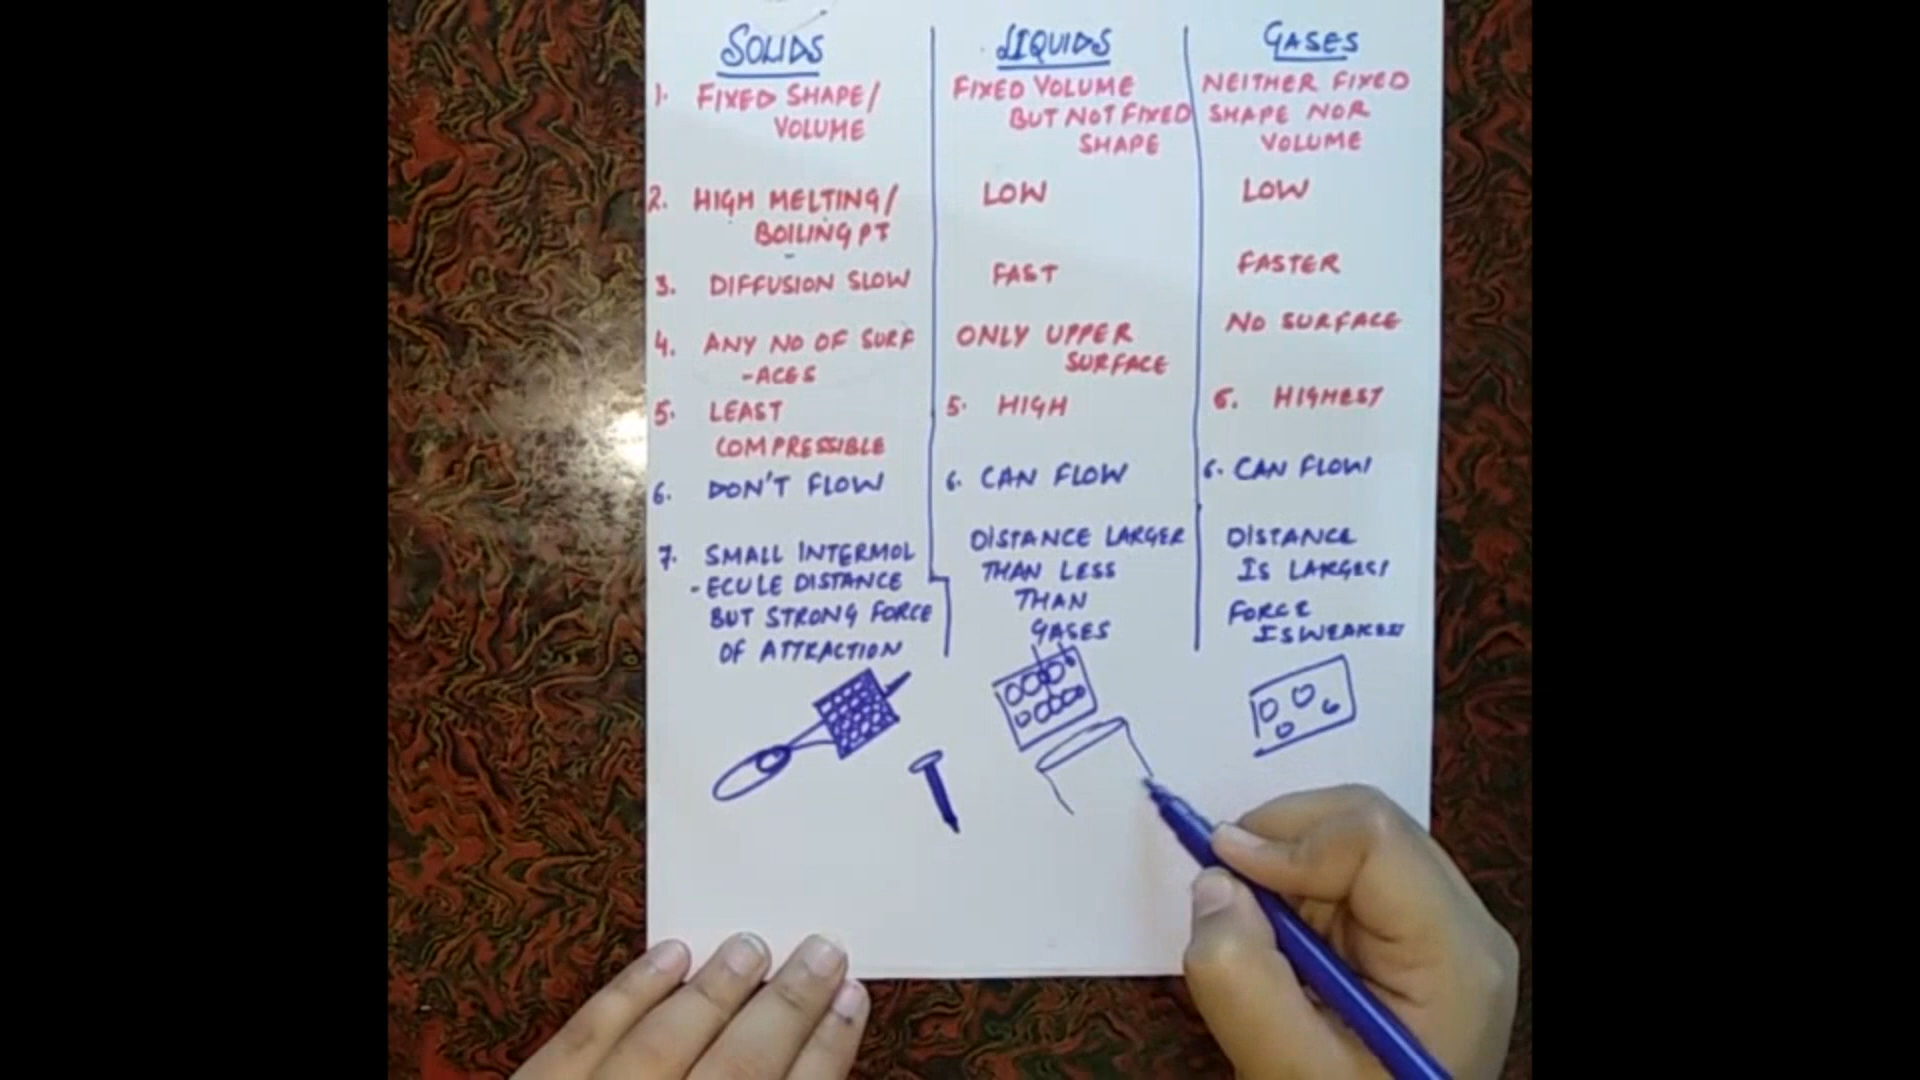 SOLIDS
1. FIXED SHAPE/
VOLUME
2. HIGH MELTING/
BOILING PT
3. DIFFUSION SLOW
4. ANY NO OF SURF
-ACES
5. LEAST
COMPRESSIBLE
6. DON'T FLOW
7. SMALL INTERMOL
-ECULE DISTANCE
BUT STRONG FORCE
OF ATTRACTION
LIQUIDS
FIXED VOLUME
BUT NOT FIXED
SHAPE
LOW
FAST
ONLY UPPER
SURFACE
5. HIGH
6. CAN FLOW
DISTANCE LARGER
THAN LESS
THAN
GASES
GASES
NEITHER FIXED
SHAPE NOR
VOLUME
LOW
FASTER
NO SURFACE
HIGHEST
6. CAN FLOW
DISTANCE
IS LARGEST
FORCE
IS